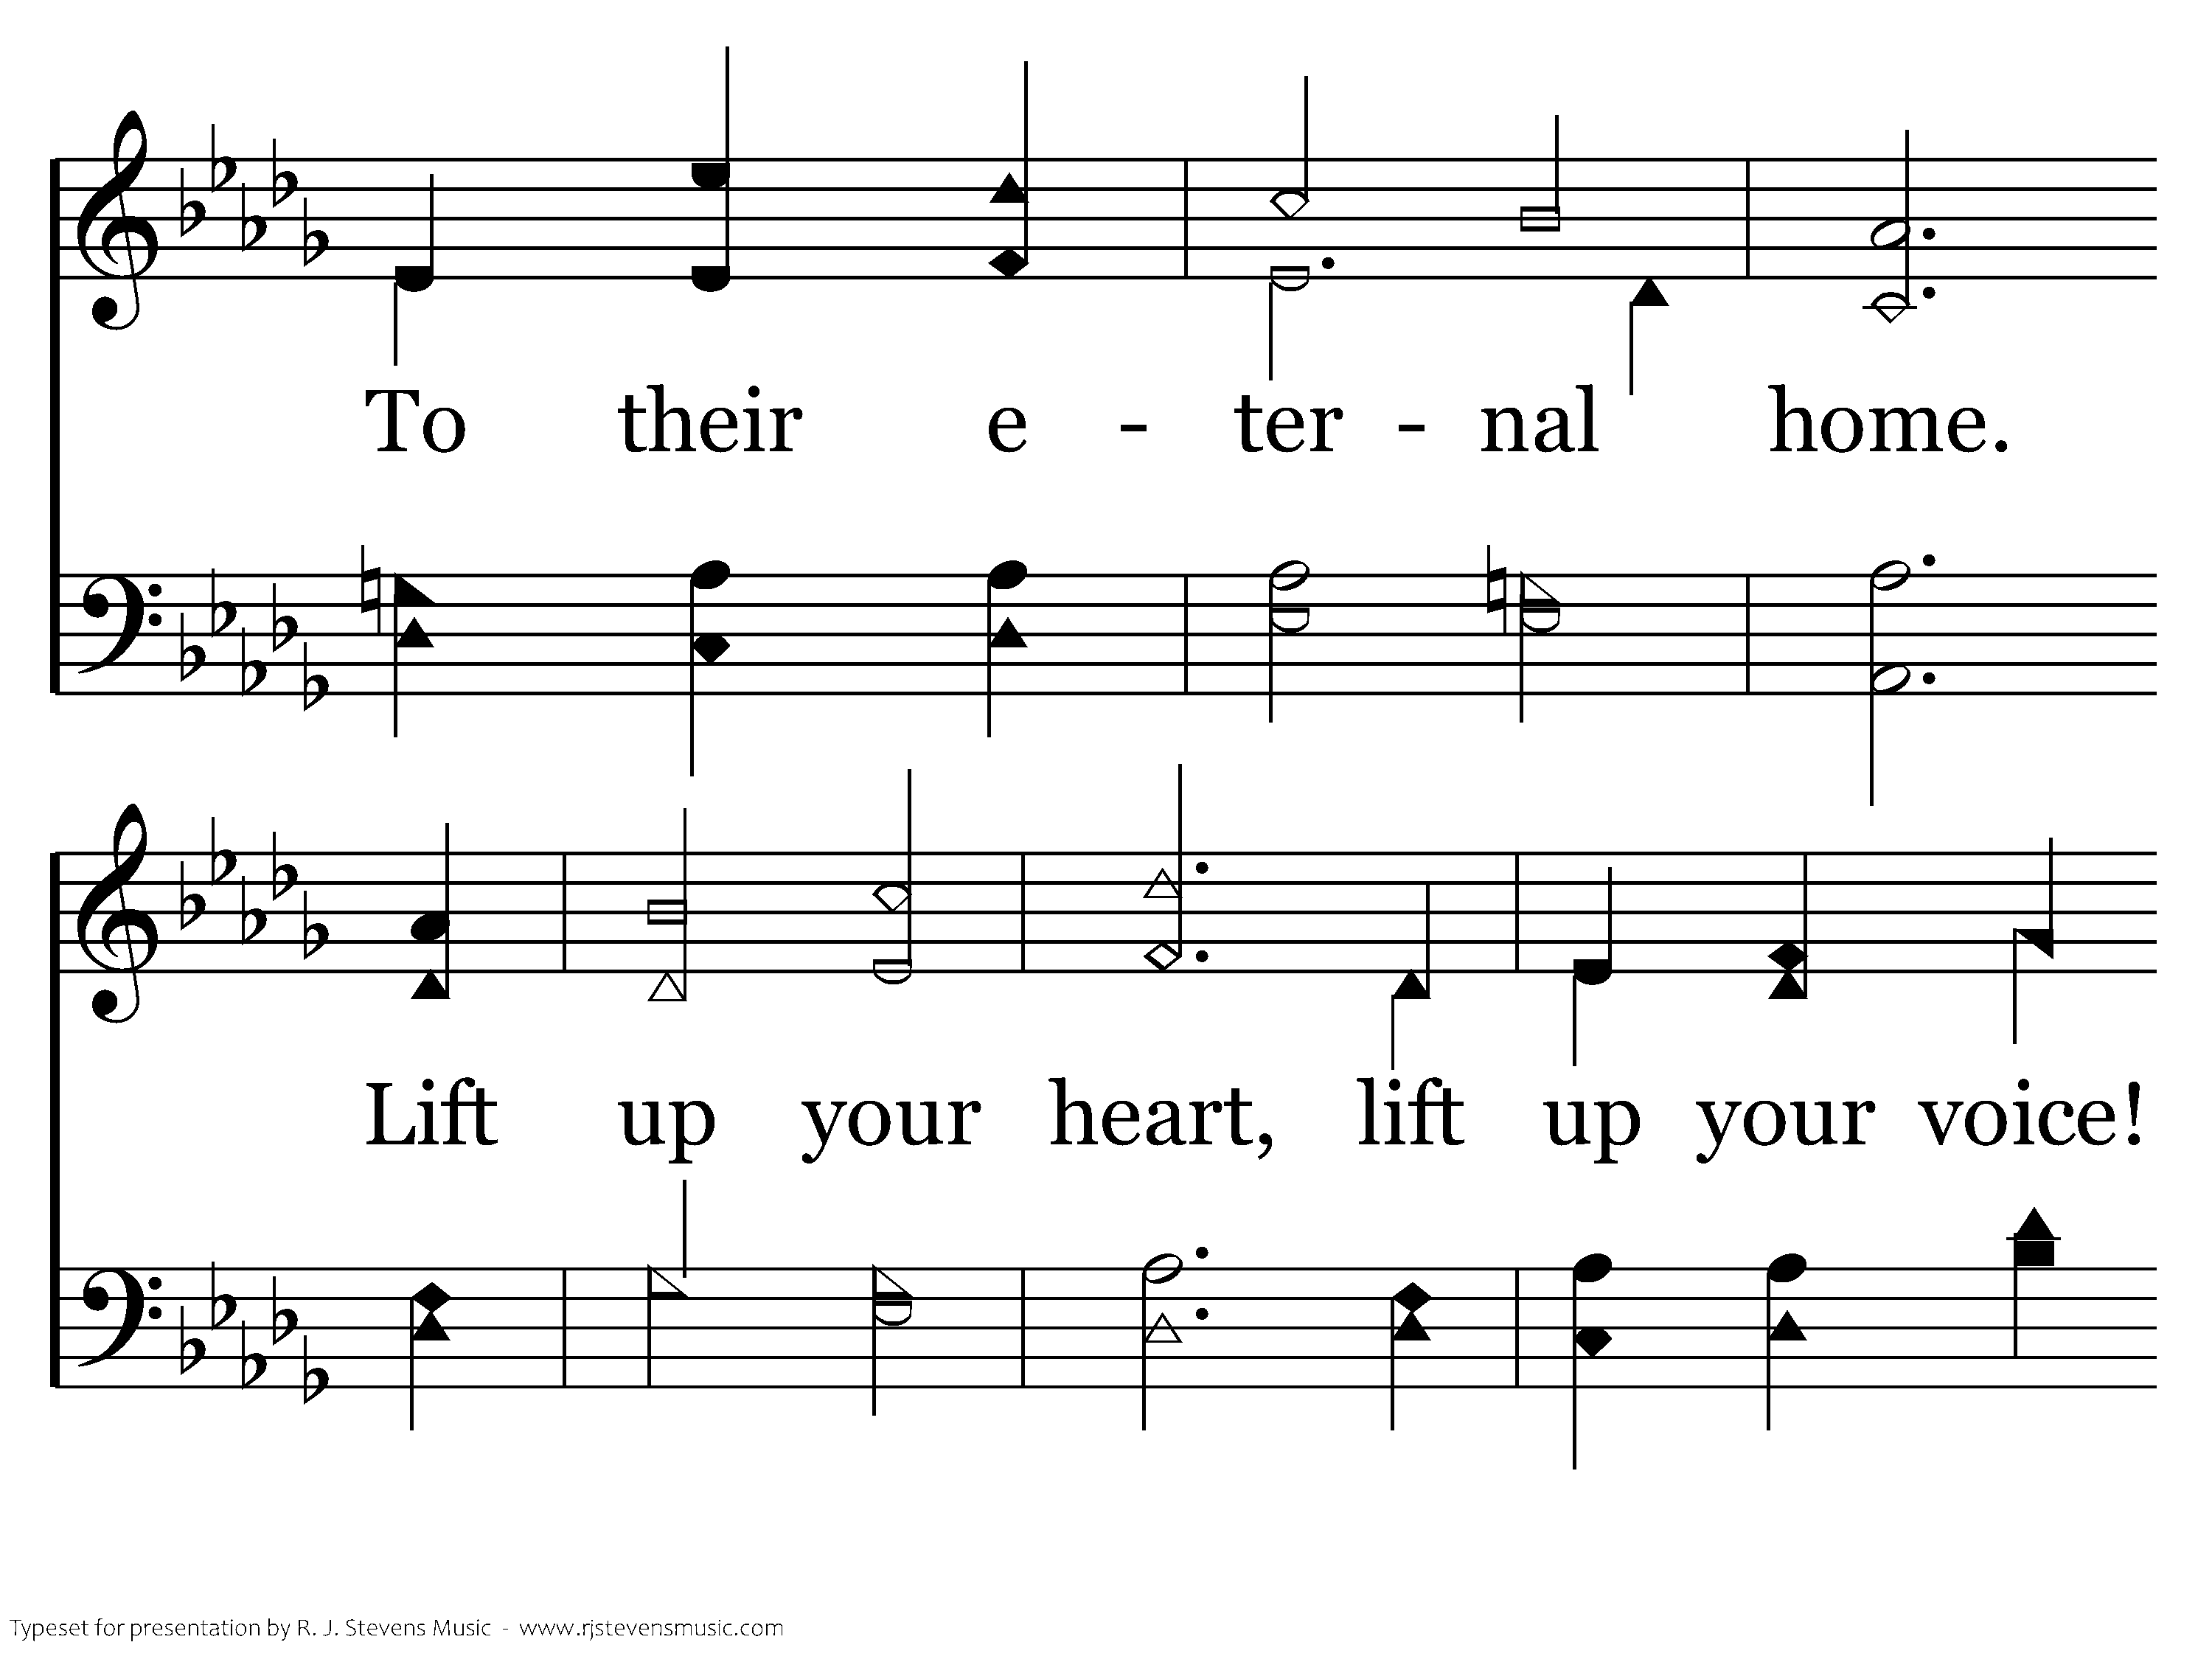 To their e - ter - nal home.
Lift up your heart, lift up your voice!
Typeset for presentation by R. J. Stevens Music - www.rjstevensmusic.com